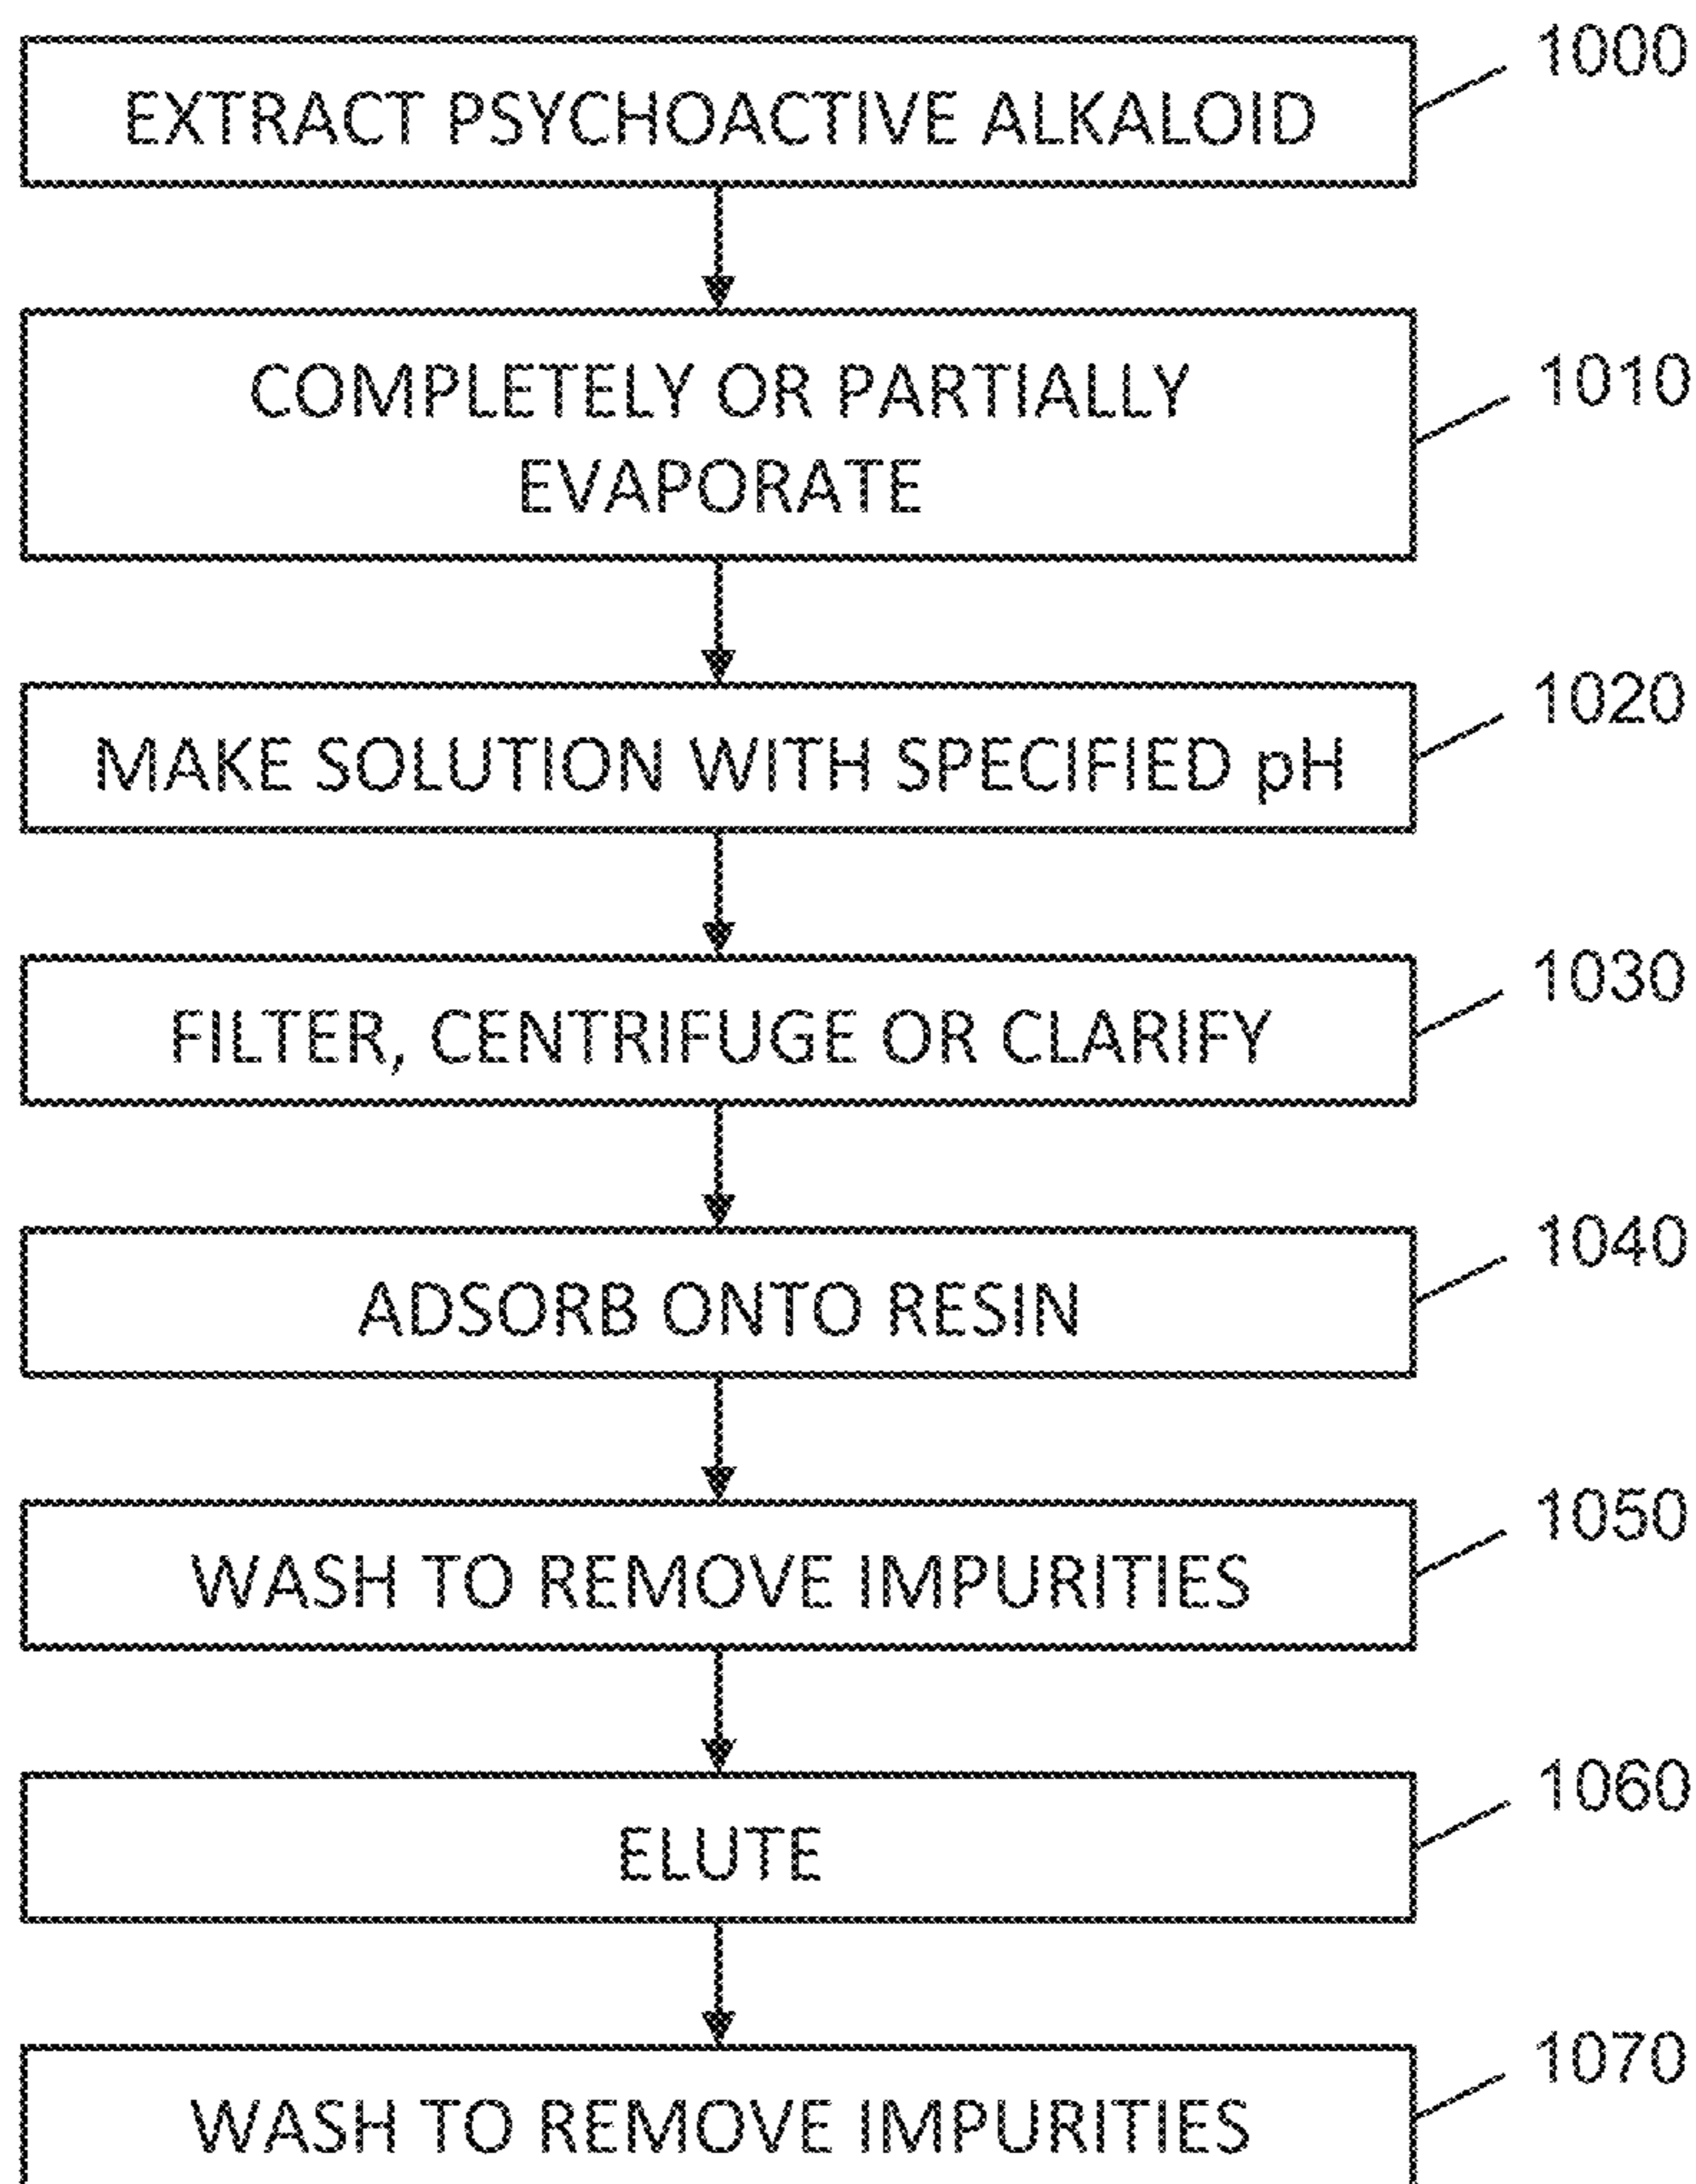 EXTRACT PSYCHOACTIVE ALKALOID
1000
COMPLETELY OR PARTIALLY
EVAPORATE
1010
MAKE SOLUTION WITH SPECIFIED pH
1020
FILTER, CENTRIFUGE OR CLARIFY
1030
ADSORB ONTO RESIN
1040
WASH TO REMOVE IMPURITIES
1050
ELUTE
1060
WASH TO REMOVE IMPURITIES
1070